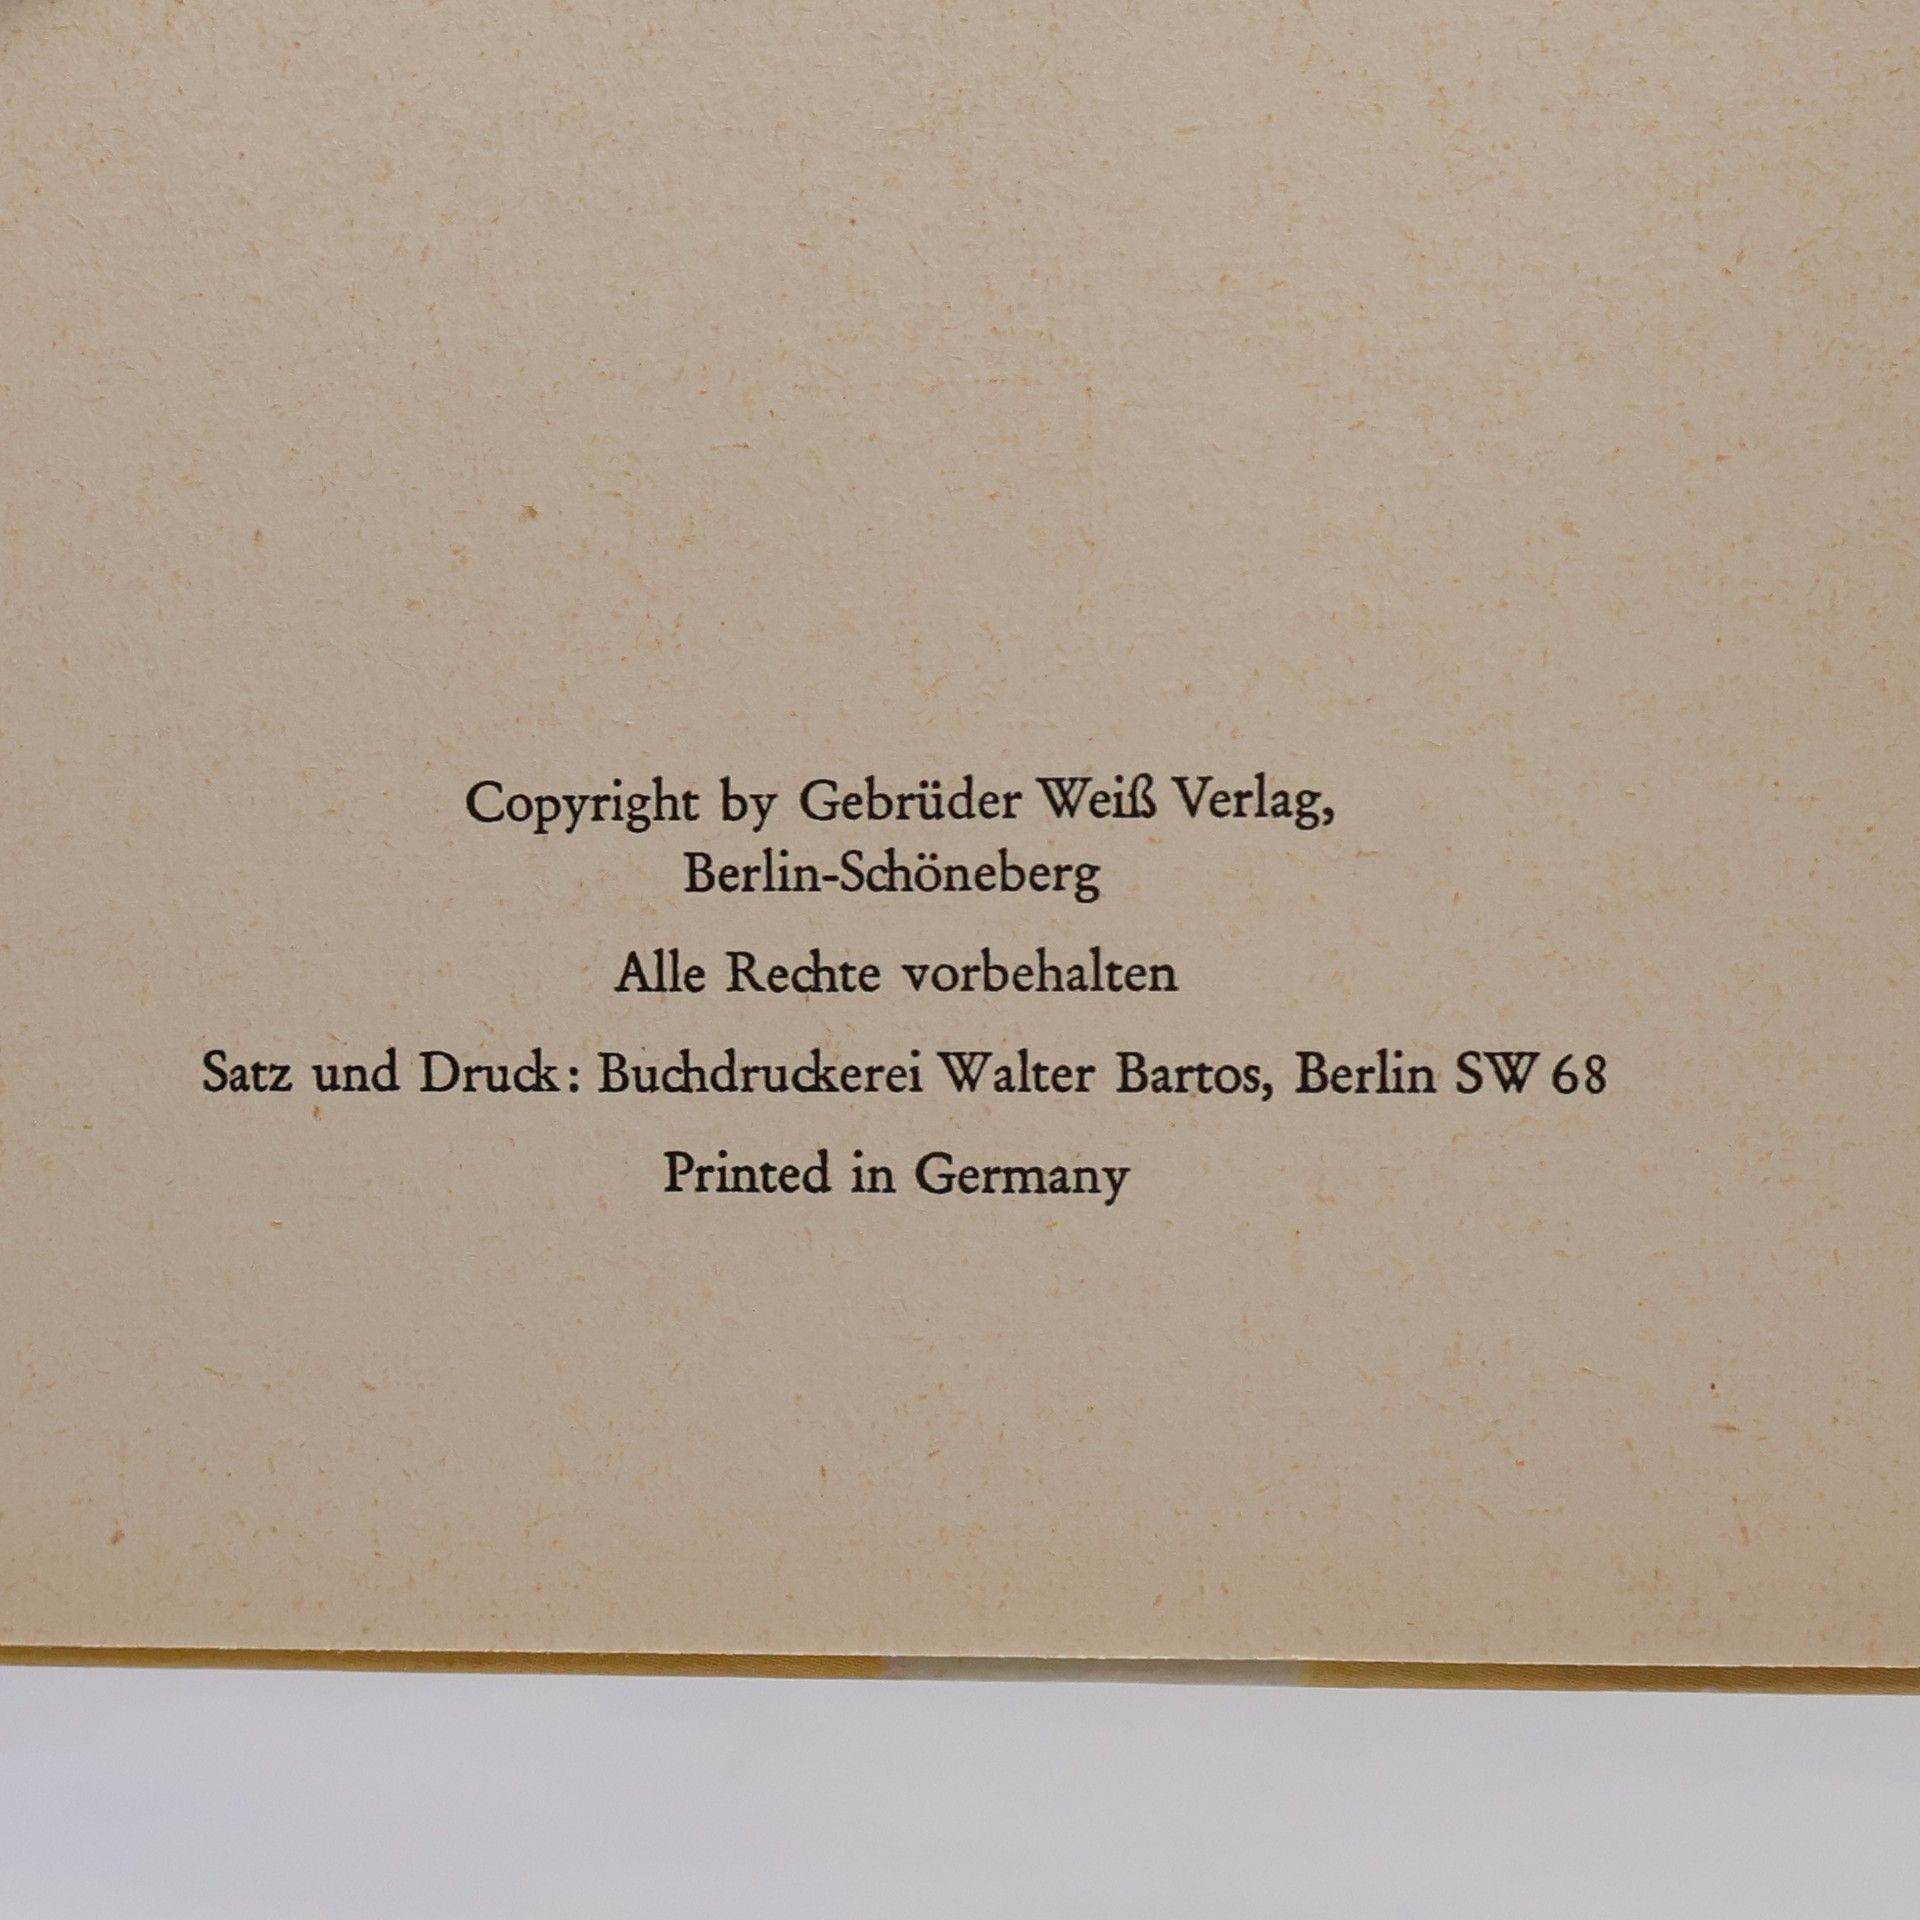 Copyright by Gebrüder Weiß Verlag,
Berlin-Schöneberg
Alle Rechte vorbehalten
Satz und Druck: Buchdruckerei Walter Bartos, Berlin SW 68
Printed in Germany